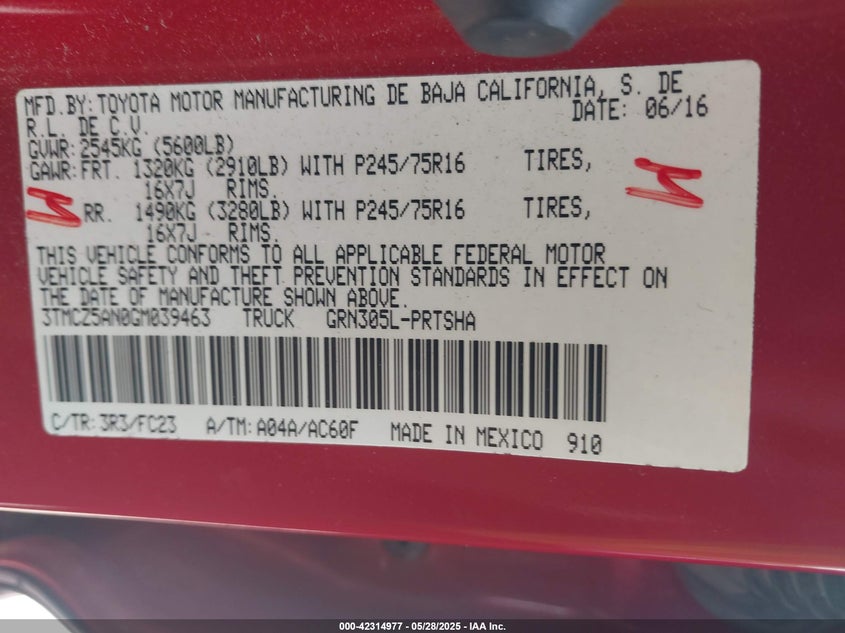 MFD.BY:TOYOTA MOTOR MANUFACTURING DE BAJA CALIFORNIA, S. DE
R.L. DE C.V. DATE: 06/16
GVWR:2545KG (5600LB)
GAWR:FRT. 1320KG (2910LB) WITH P245/75R16 TIRES,
16X7J RIMS.
RR. 1490KG (3280LB) WITH P245/75R16 TIRES,
16X7J RIMS.
THIS VEHICLE CONFORMS TO ALL APPLICABLE FEDERAL MOTOR
VEHICLE SAFETY AND THEFT PREVENTION STANDARDS IN EFFECT ON
THE DATE OF MANUFACTURE SHOWN ABOVE.
3TMCZ5AN0GM039463 TRUCK GRN305L-PRTSHA
C/TR:3R3/FC23 A/TM:A04A/AC60F MADE IN MEXICO 910
000-42314977 - 05/28/2025 - IAA Inc.